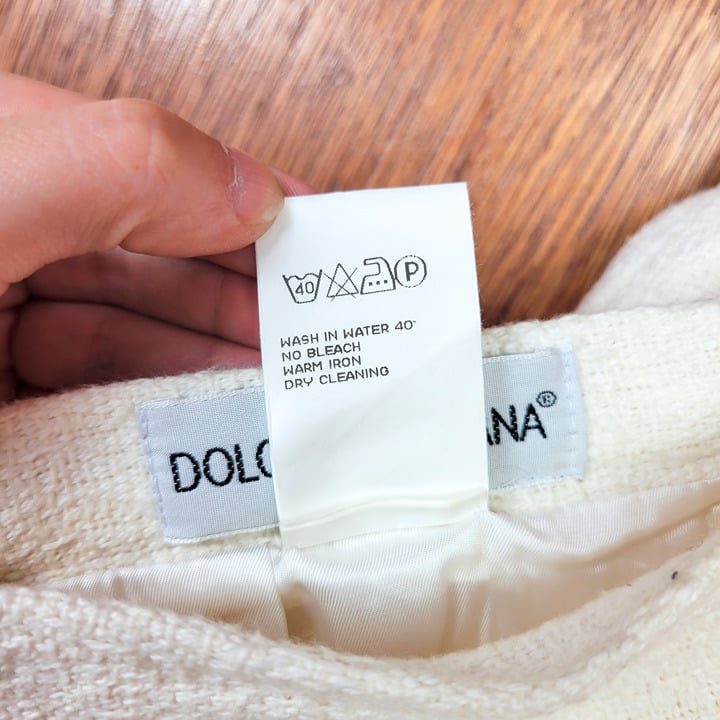 40 P
WASH IN WATER 40°
NO BLEACH
WARM IRON
DRY CLEANING
DOLC ANA®